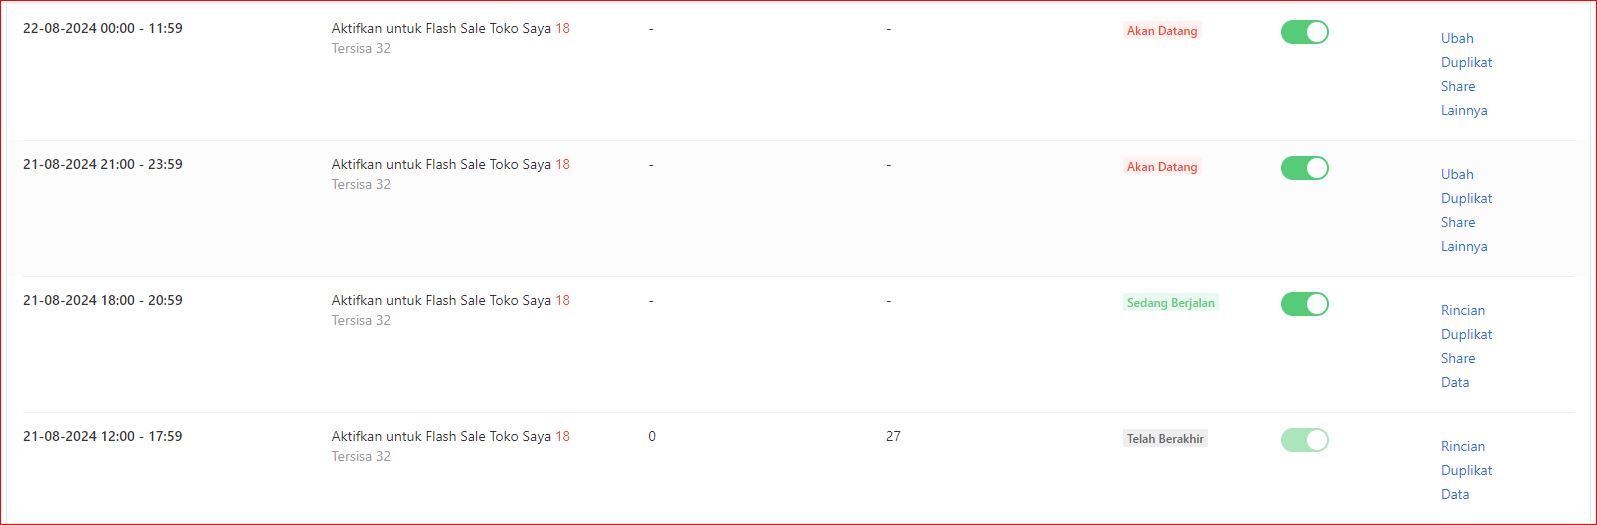 22-08-2024 00:00 - 11:59 Aktifkan untuk Flash Sale Toko Saya 18 - - Akan Datang
Tersisa 32
Ubah
Duplikat
Share
Lainnya
21-08-2024 21:00 - 23:59 Aktifkan untuk Flash Sale Toko Saya 18 - - Akan Datang
Tersisa 32
Ubah
Duplikat
Share
Lainnya
21-08-2024 18:00 - 20:59 Aktifkan untuk Flash Sale Toko Saya 18 - - Sedang Berjalan
Tersisa 32
Rincian
Duplikat
Share
Data
21-08-2024 12:00 - 17:59 Aktifkan untuk Flash Sale Toko Saya 18 0 27 Telah Berakhir
Tersisa 32
Rincian
Duplikat
Data